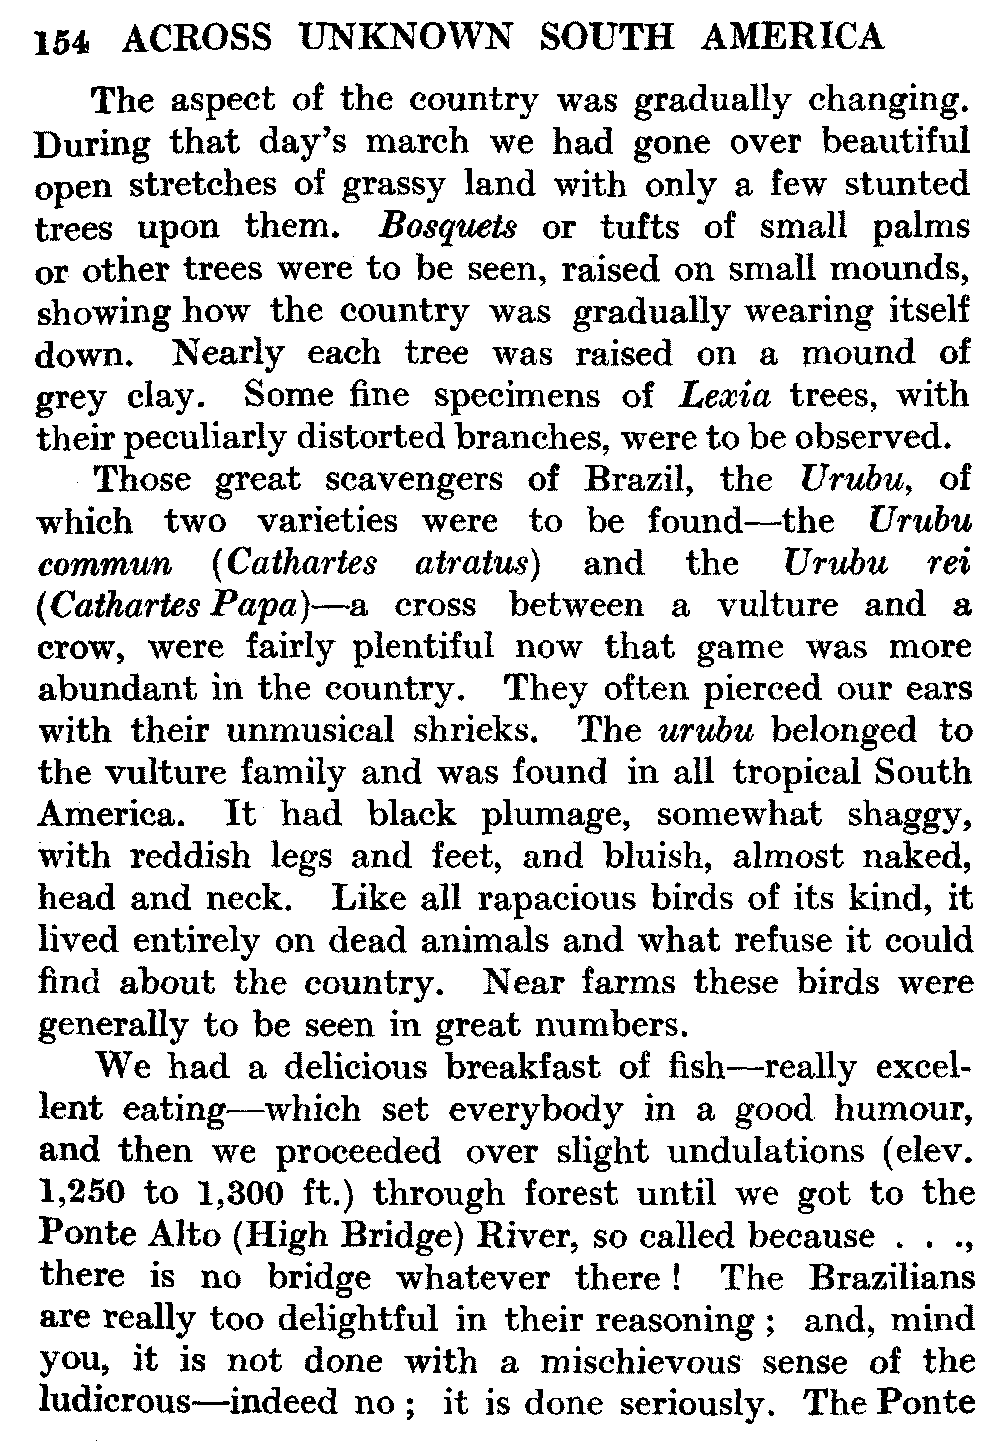 154 ACROSS UNKNOWN SOUTH AMERICA
The aspect of the country was gradually changing.
During that day's march we had gone over beautiful
open stretches of grassy land with only a few stunted
trees upon them. Bosquets or tufts of small palms
or other trees were to be seen, raised on small mounds,
showing how the country was gradually wearing itself
down. Nearly each tree was raised on a mound of
grey clay. Some fine specimens of Lexia trees, with
their peculiarly distorted branches, were to be observed.
Those great scavengers of Brazil, the Urubu, of
which two varieties were to be found—the Urubu
commun (Cathartes atratus) and the Urubu rei
(Cathartes Papa)—a cross between a vulture and a
crow, were fairly plentiful now that game was more
abundant in the country. They often pierced our ears
with their unmusical shrieks. The urubu belonged to
the vulture family and was found in all tropical South
America. It had black plumage, somewhat shaggy,
with reddish legs and feet, and bluish, almost naked,
head and neck. Like all rapacious birds of its kind, it
lived entirely on dead animals and what refuse it could
find about the country. Near farms these birds were
generally to be seen in great numbers.
We had a delicious breakfast of fish—really excel-
lent eating—which set everybody in a good humour,
and then we proceeded over slight undulations (elev.
1,250 to 1,300 ft.) through forest until we got to the
Ponte Alto (High Bridge) River, so called because . . .,
there is no bridge whatever there ! The Brazilians
are really too delightful in their reasoning ; and, mind
you, it is not done with a mischievous sense of the
ludicrous—indeed no ; it is done seriously. The Ponte